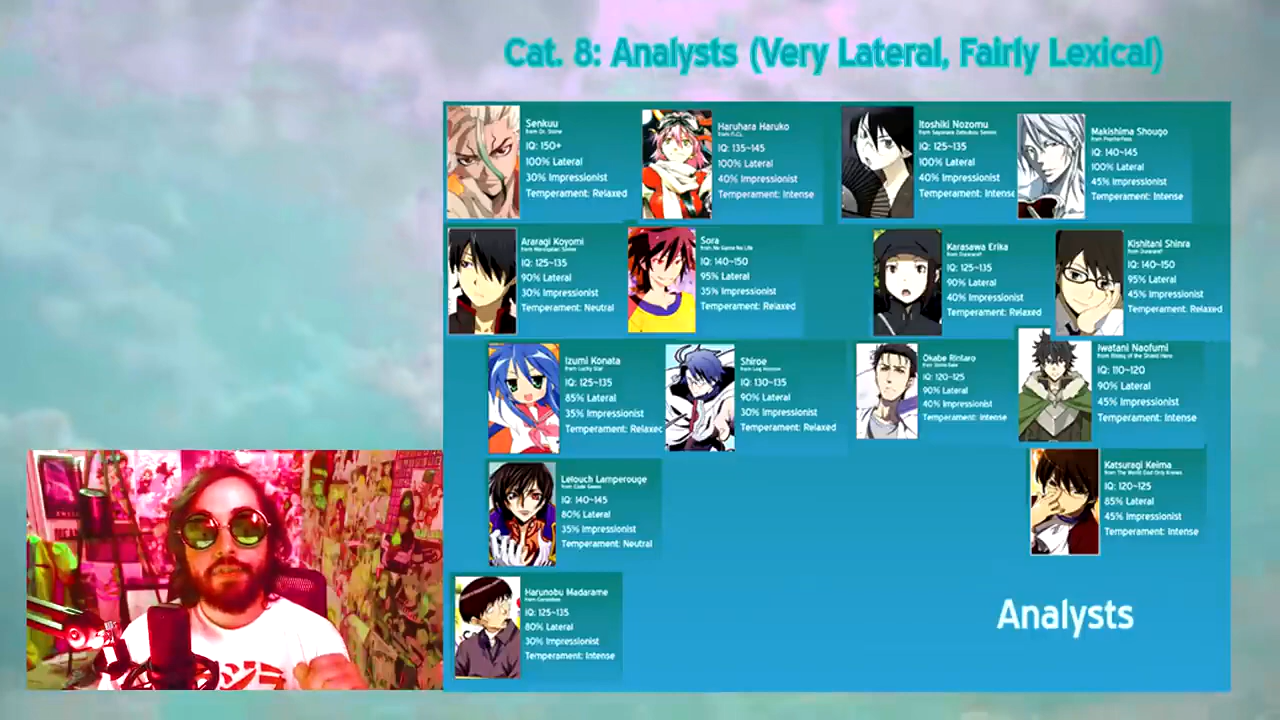 Cat. 8: Analysts (Very Lateral, Fairly Lexical)
Senkuu
from Dr. Stone
IQ: 150+
100% Lateral
30% Impressionist
Temperament: Relaxed
Haruhara Haruko
from FLCL
IQ: 135~145
100% Lateral
40% Impressionist
Temperament: Intense
Itoshiki Nozomu
from Sayonara Zetsubou Sensei
IQ: 125~135
100% Lateral
40% Impressionist
Temperament: Intense
Makishima Shougo
from Psycho-Pass
IQ: 140~145
100% Lateral
45% Impressionist
Temperament: Intense
Araragi Koyomi
from Monogatari Series
IQ: 125~135
90% Lateral
30% Impressionist
Temperament: Neutral
Sora
from No Game No Life
IQ: 140~150
95% Lateral
35% Impressionist
Temperament: Relaxed
Karasawa Erika
from Durarara!!
IQ: 125~135
90% Lateral
40% Impressionist
Temperament: Relaxed
Kishitani Shinra
from Durarara!!
IQ: 140~150
95% Lateral
45% Impressionist
Temperament: Relaxed
Izumi Konata
from Lucky Star
IQ: 125~135
85% Lateral
35% Impressionist
Temperament: Relaxec
Shiroe
from Log Horizon
IQ: 130~135
90% Lateral
30% Impressionist
Temperament: Relaxed
Okabe Rintaro
from Steins;Gate
IQ: 120~125
90% Lateral
40% Impressionist
Temperament: Intense
Iwatani Naofumi
from Rising of the Shield Hero
IQ: 110~120
90% Lateral
45% Impressionist
Temperament: Intense
Lelouch Lamperouge
from Code Geass
IQ: 140~145
80% Lateral
35% Impressionist
Temperament: Neutral
Katsuragi Keima
from The World God Only Knows
IQ: 120~125
85% Lateral
45% Impressionist
Temperament: Intense
Harunobu Madarame
from Genshiken
IQ: 125~135
80% Lateral
30% Impressionist
Temperament: Intense
Analysts